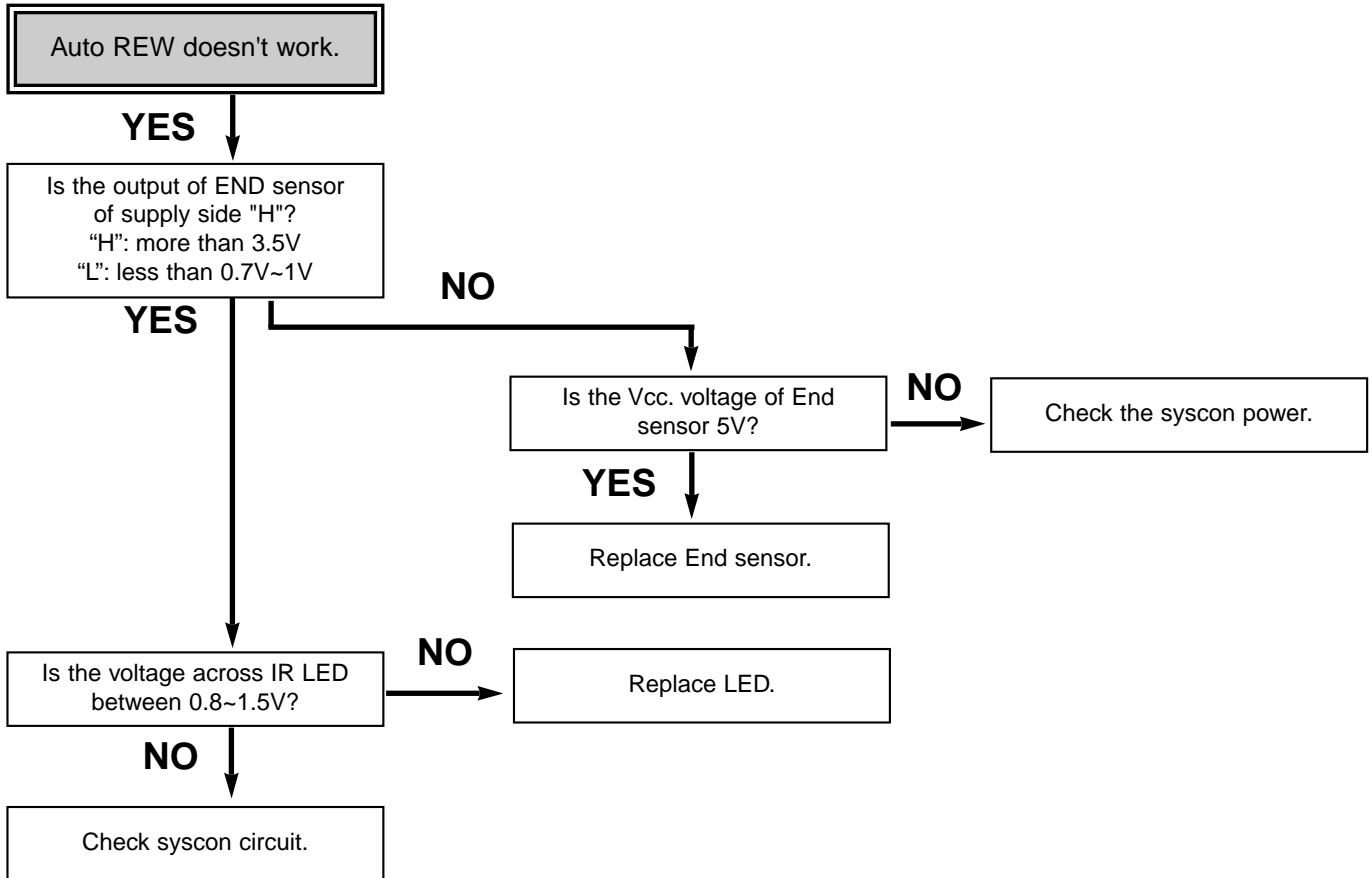 Auto REW doesn't work.
YES
Is the output of END sensor
of supply side "H"?
“H”: more than 3.5V
“L”: less than 0.7V~1V
YES
NO
Is the Vcc. voltage of End
sensor 5V?
NO
Check the syscon power.
YES
Replace End sensor.
Is the voltage across IR LED
between 0.8~1.5V?
NO
Replace LED.
NO
Check syscon circuit.